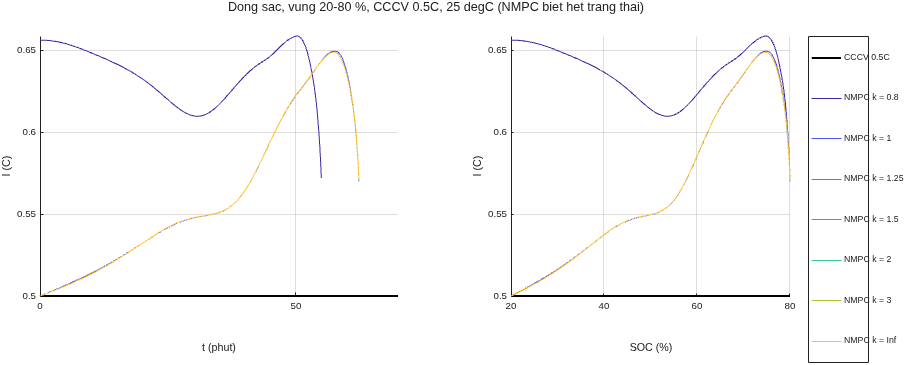 Dong sac, vung 20-80 %, CCCV 0.5C, 25 degC (NMPC biet het trang thai)
I (C)
0.65
0.6
0.55
0.5
0
50
t (phut)
I (C)
0.65
0.6
0.55
0.5
20
40
60
80
SOC (%)
CCCV 0.5C
NMPC k = 0.8
NMPC k = 1
NMPC k = 1.25
NMPC k = 1.5
NMPC k = 2
NMPC k = 3
NMPC k = Inf